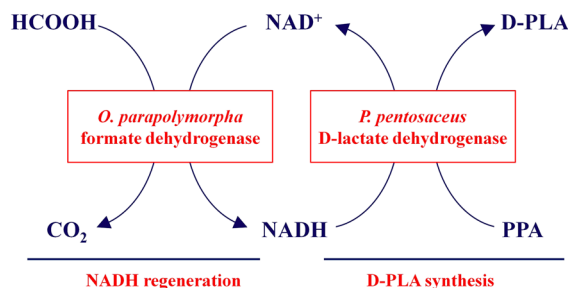 HCOOH NAD⁺ D-PLA
O. parapolymorpha
formate dehydrogenase
P. pentosaceus
D-lactate dehydrogenase
CO₂ NADH PPA
NADH regeneration D-PLA synthesis